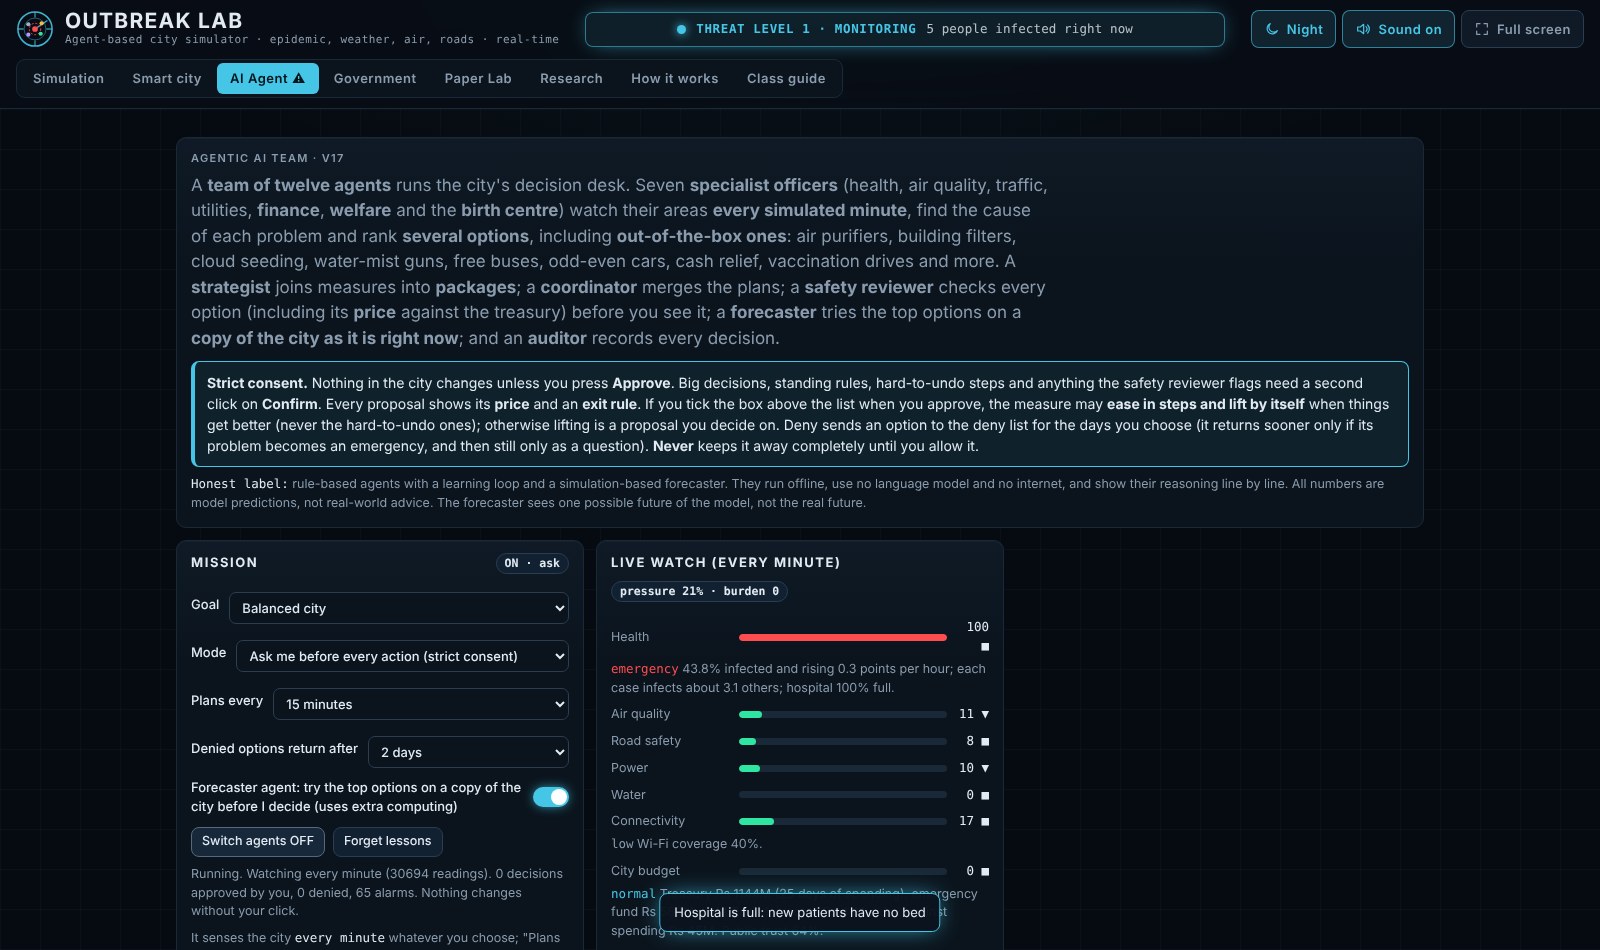 OUTBREAK LAB
Agent-based city simulator · epidemic, weather, air, roads · real-time
THREAT LEVEL 1 · MONITORING 5 people infected right now
Night
Sound on
Full screen
Simulation
Smart city
AI Agent ⚠
Government
Paper Lab
Research
How it works
Class guide
AGENTIC AI TEAM · V17
A team of twelve agents runs the city's decision desk. Seven specialist officers (health, air quality, traffic,
utilities, finance, welfare and the birth centre) watch their areas every simulated minute, find the cause
of each problem and rank several options, including out-of-the-box ones: air purifiers, building filters,
cloud seeding, water-mist guns, free buses, odd-even cars, cash relief, vaccination drives and more. A
strategist joins measures into packages; a coordinator merges the plans; a safety reviewer checks every
option (including its price against the treasury) before you see it; a forecaster tries the top options on a
copy of the city as it is right now; and an auditor records every decision.
Strict consent. Nothing in the city changes unless you press Approve. Big decisions, standing rules, hard-to-undo steps and anything the safety reviewer flags need a second
click on Confirm. Every proposal shows its price and an exit rule. If you tick the box above the list when you approve, the measure may ease in steps and lift by itself when things
get better (never the hard-to-undo ones); otherwise lifting is a proposal you decide on. Deny sends an option to the deny list for the days you choose (it returns sooner only if its
problem becomes an emergency, and then still only as a question). Never keeps it away completely until you allow it.
Honest label: rule-based agents with a learning loop and a simulation-based forecaster. They run offline, use no language model and no internet, and show their reasoning line by line. All numbers are
model predictions, not real-world advice. The forecaster sees one possible future of the model, not the real future.
MISSION
ON · ask
Goal
Balanced city
Mode
Ask me before every action (strict consent)
Plans every
15 minutes
Denied options return after
2 days
Forecaster agent: try the top options on a copy of the
city before I decide (uses extra computing)
Switch agents OFF
Forget lessons
Running. Watching every minute (30694 readings). 0 decisions
approved by you, 0 denied, 65 alarms. Nothing changes
without your click.
It senses the city every minute whatever you choose; "Plans
LIVE WATCH (EVERY MINUTE)
pressure 21% · burden 0
Health
100 ■
emergency 43.8% infected and rising 0.3 points per hour; each
case infects about 3.1 others; hospital 100% full.
Air quality
11 ▼
Road safety
8 ■
Power
10 ▼
Water
0 ■
Connectivity
17 ■
low Wi-Fi coverage 40%.
City budget
0 ■
normal Treasury Rs 1144M (25 days of spending), emergency
fund Rs
spending Rs 45M. Public trust 64%.
Hospital is full: new patients have no bed